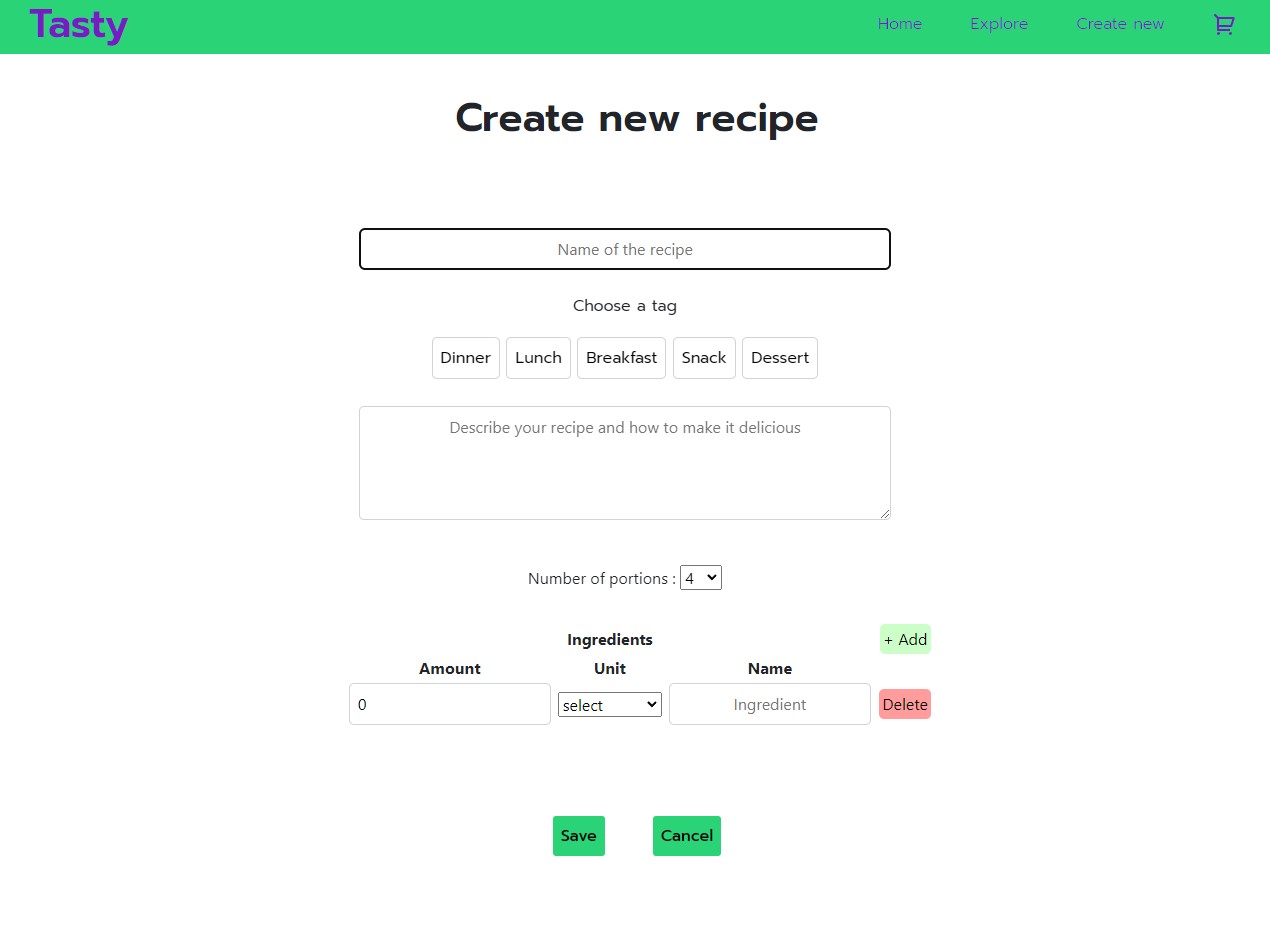 Tasty Home Explore Create new
Create new recipe
Name of the recipe
Choose a tag
Dinner Lunch Breakfast Snack Dessert
Describe your recipe and how to make it delicious
Number of portions : 4
Ingredients + Add
Amount Unit Name
0 select Ingredient Delete
Save Cancel